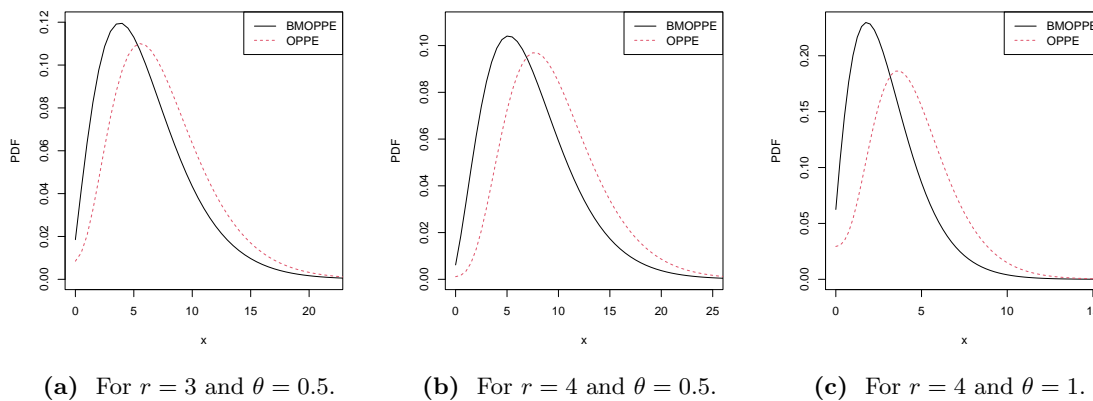 BMOPPE
OPPE
0.12
0.10
0.08
0.06
0.04
0.02
0.00
PDF
0 5 10 15 20
x
(a) For r = 3 and θ = 0.5.
BMOPPE
OPPE
0.10
0.08
0.06
0.04
0.02
0.00
PDF
0 5 10 15 20 25
x
(b) For r = 4 and θ = 0.5.
BMOPPE
OPPE
0.20
0.15
0.10
0.05
0.00
PDF
0 5 10 15
x
(c) For r = 4 and θ = 1.